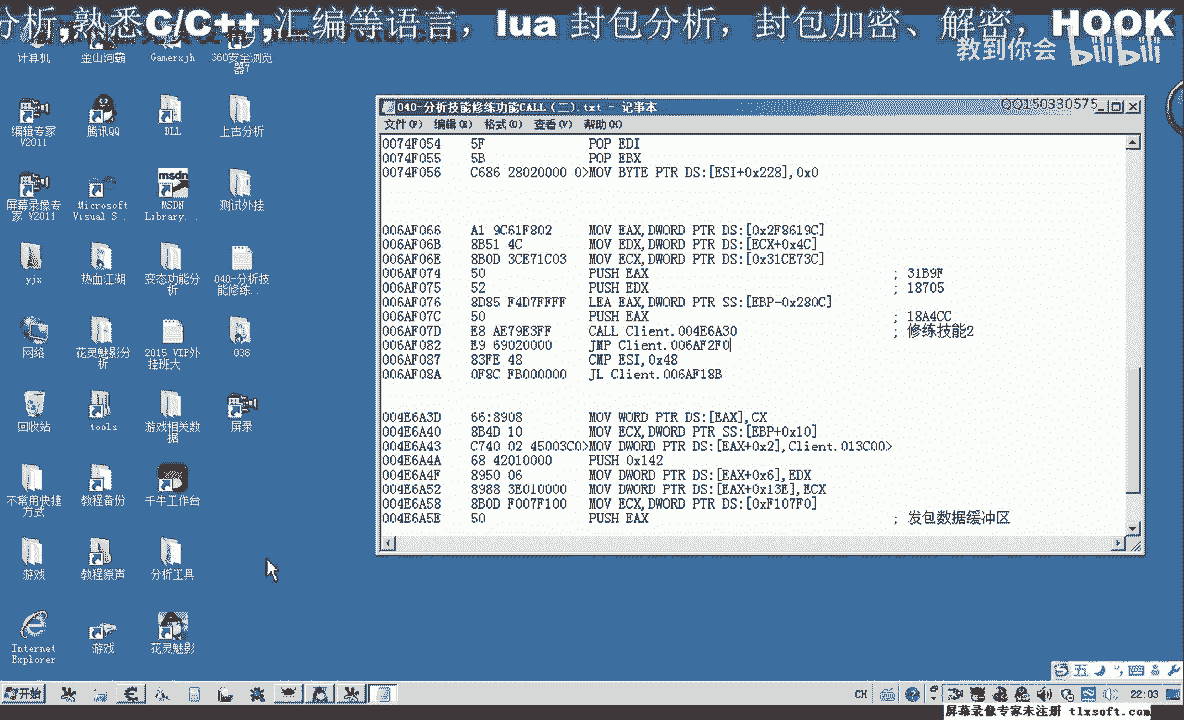 分析,熟悉C/C++,汇编等语言，lua 封包分析，封包加密、解密，HOOK
教到你会 bilibili
计算机
金山词霸
Gamerxjh
360安全浏览器7
编辑专家 V2011
腾讯QQ
DLL
上古分析
屏幕录像专家 V2011
Microsoft Visual S...
MSDN Library...
测试外挂
yjx
热血江湖
变态功能分析
040-分析技能修炼...
网络
花灵魅影分析
2015 VIP外挂班大
036
回收站
tools
游戏相关数据
屏录
不常用快捷方式
教程备份
千牛工作台
游戏
教程原声
分析工具
Internet Explorer
游戏
花灵魅影
040-分析技能修练功能CALL（二）.txt - 记事本
QQ150330575
文件(F) 编辑(E) 格式(O) 查看(V) 帮助(H)
0074F054 5F POP EDI
0074F055 5B POP EBX
0074F056 C686 28020000 0>MOV BYTE PTR DS:[ESI+0x228],0x0
006AF066 A1 9C61F802 MOV EAX,DWORD PTR DS:[0x2F8619C]
006AF06B 8B51 4C MOV EDX,DWORD PTR DS:[ECX+0x4C]
006AF06E 8B0D 3CE71C03 MOV ECX,DWORD PTR DS:[0x31CE73C]
006AF074 50 PUSH EAX ; 31B9F
006AF075 52 PUSH EDX ; 18705
006AF076 8D85 F4D7FFFF LEA EAX,DWORD PTR SS:[EBP-0x280C]
006AF07C 50 PUSH EAX ; 18A4CC
006AF07D E8 AE79E3FF CALL Client.004E6A30 ; 修练技能2
006AF082 E9 69020000 JMP Client.006AF2F0
006AF087 83FE 48 CMP ESI,0x48
006AF08A 0F8C FB000000 JL Client.006AF18B
004E6A3D 66:8908 MOV WORD PTR DS:[EAX],CX
004E6A40 8B4D 10 MOV ECX,DWORD PTR SS:[EBP+0x10]
004E6A43 C740 02 45003C0>MOV DWORD PTR DS:[EAX+0x2],Client.013C00>
004E6A4A 68 42010000 PUSH 0x142
004E6A4F 8950 06 MOV DWORD PTR DS:[EAX+0x6],EDX
004E6A52 8988 3E010000 MOV DWORD PTR DS:[EAX+0x13E],ECX
004E6A58 8B0D F007F100 MOV ECX,DWORD PTR DS:[0xF107F0]
004E6A5E 50 PUSH EAX ; 发包数据缓冲区
五
开始
CH
22:03
屏幕录像专家未注册 tlxsoft.com